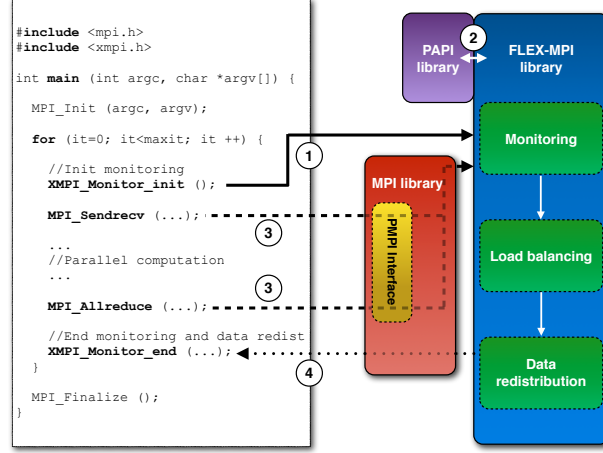 #include <mpi.h>
#include <xmpi.h>
int main (int argc, char *argv[]) {
MPI_Init (argc, argv);
for (it=0; it<maxit; it ++) {
//Init monitoring
XMPI_Monitor_init ();
MPI_Sendrecv (...);
...
//Parallel computation
...
MPI_Allreduce (...);
//End monitoring and data redist
XMPI_Monitor_end (...);
}
MPI_Finalize ();
}
1
3
3
4
MPI library
PMPI Interface
PAPI
library
2
FLEX-MPI
library
Monitoring
Load balancing
Data
redistribution